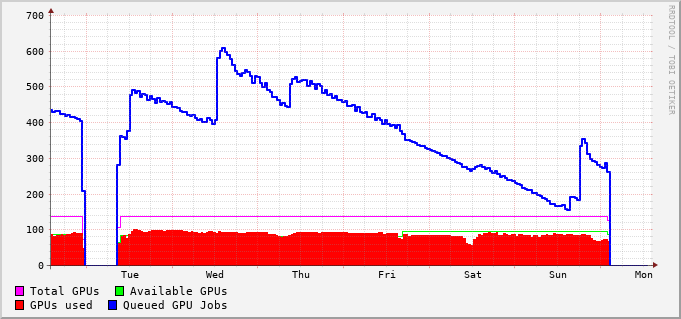 700
600
500
400
300
200
100
0
Tue Wed Thu Fri Sat Sun Mon
Total GPUs Available GPUs
GPUs used Queued GPU Jobs
RRDTOOL / TOBI OETIKER